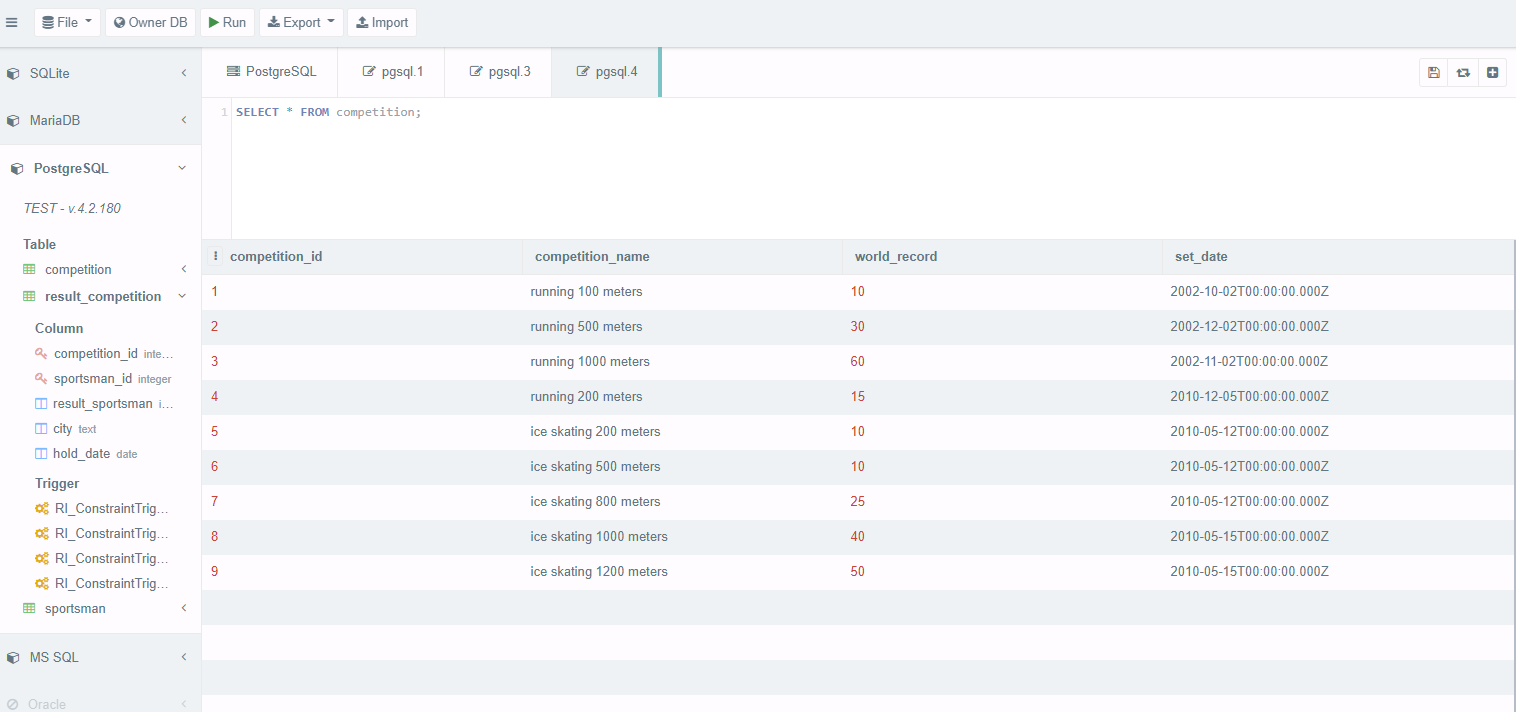 File Owner DB Run Export Import
SQLite
MariaDB
PostgreSQL
TEST - v.4.2.180
Table
competition
result_competition
Column
competition_id inte...
sportsman_id integer
result_sportsman i...
city text
hold_date date
Trigger
RI_ConstraintTrig...
RI_ConstraintTrig...
RI_ConstraintTrig...
RI_ConstraintTrig...
sportsman
MS SQL
Oracle
PostgreSQL pgsql.1 pgsql.3 pgsql.4
1 SELECT * FROM competition;
competition_id competition_name world_record set_date
1 running 100 meters 10 2002-10-02T00:00:00.000Z
2 running 500 meters 30 2002-12-02T00:00:00.000Z
3 running 1000 meters 60 2002-11-02T00:00:00.000Z
4 running 200 meters 15 2010-12-05T00:00:00.000Z
5 ice skating 200 meters 10 2010-05-12T00:00:00.000Z
6 ice skating 500 meters 10 2010-05-12T00:00:00.000Z
7 ice skating 800 meters 25 2010-05-12T00:00:00.000Z
8 ice skating 1000 meters 40 2010-05-15T00:00:00.000Z
9 ice skating 1200 meters 50 2010-05-15T00:00:00.000Z